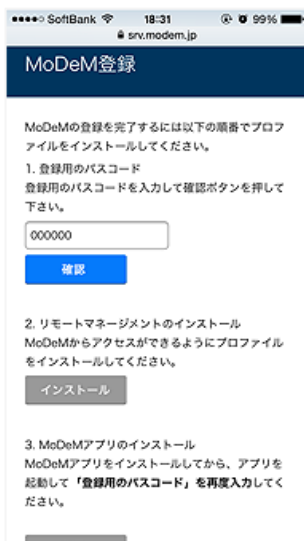 ●●●●○ SoftBank 18:31 99%
srv.modem.jp
MoDeM登録
MoDeMの登録を完了するには以下の順番でプロフ
ァイルをインストールしてください。
1. 登録用のパスコード
登録用のパスコードを入力して確認ボタンを押して
下さい。
000000
確認
2. リモートマネージメントのインストール
MoDeMからアクセスができるようにプロファイル
をインストールしてください。
インストール
3. MoDeMアプリのインストール
MoDeMアプリをインストールしてから、アプリを
起動して「登録用のパスコード」を再度入力してく
ださい。